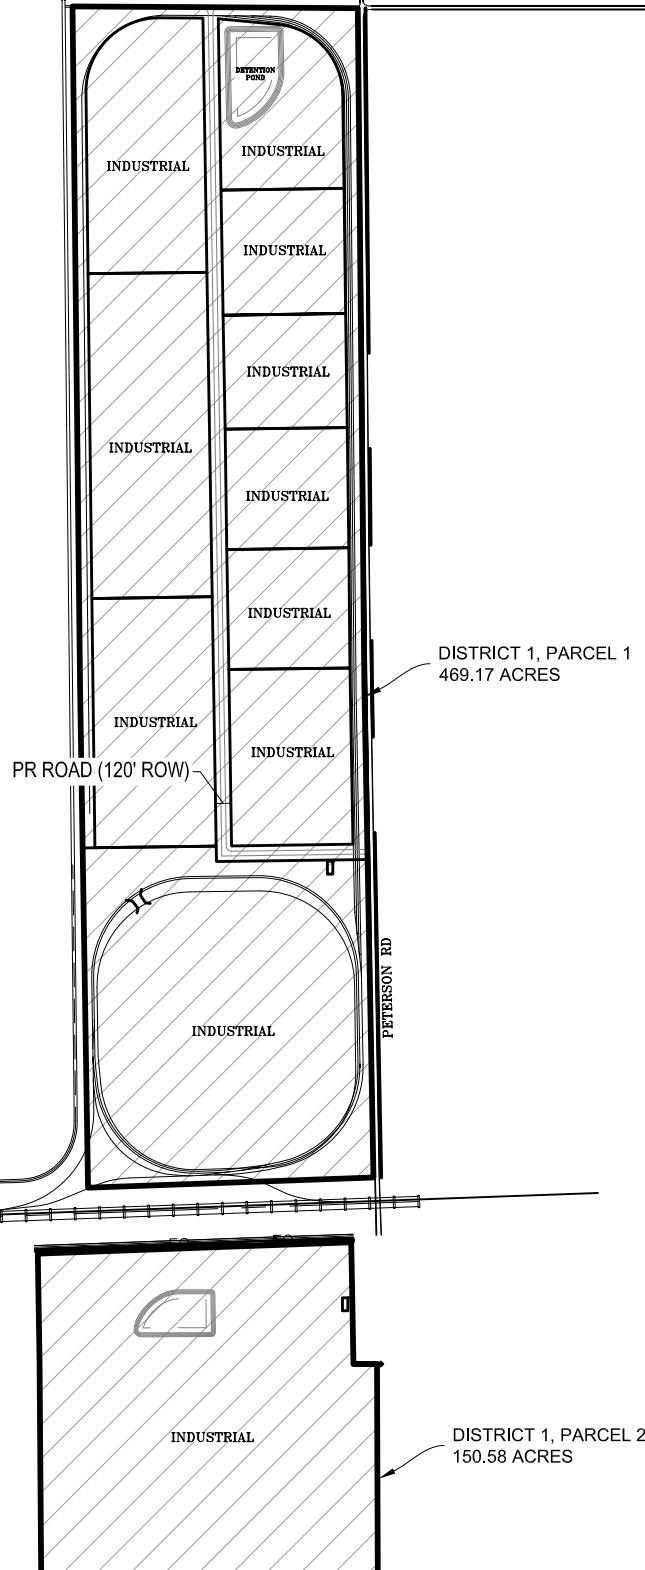 DETENTION
POND
INDUSTRIAL
INDUSTRIAL
INDUSTRIAL
INDUSTRIAL
INDUSTRIAL
INDUSTRIAL
INDUSTRIAL
DISTRICT 1, PARCEL 1
469.17 ACRES
INDUSTRIAL
INDUSTRIAL
PR ROAD (120' ROW)
PETERSON RD
INDUSTRIAL
DISTRICT 1, PARCEL 2
150.58 ACRES
INDUSTRIAL